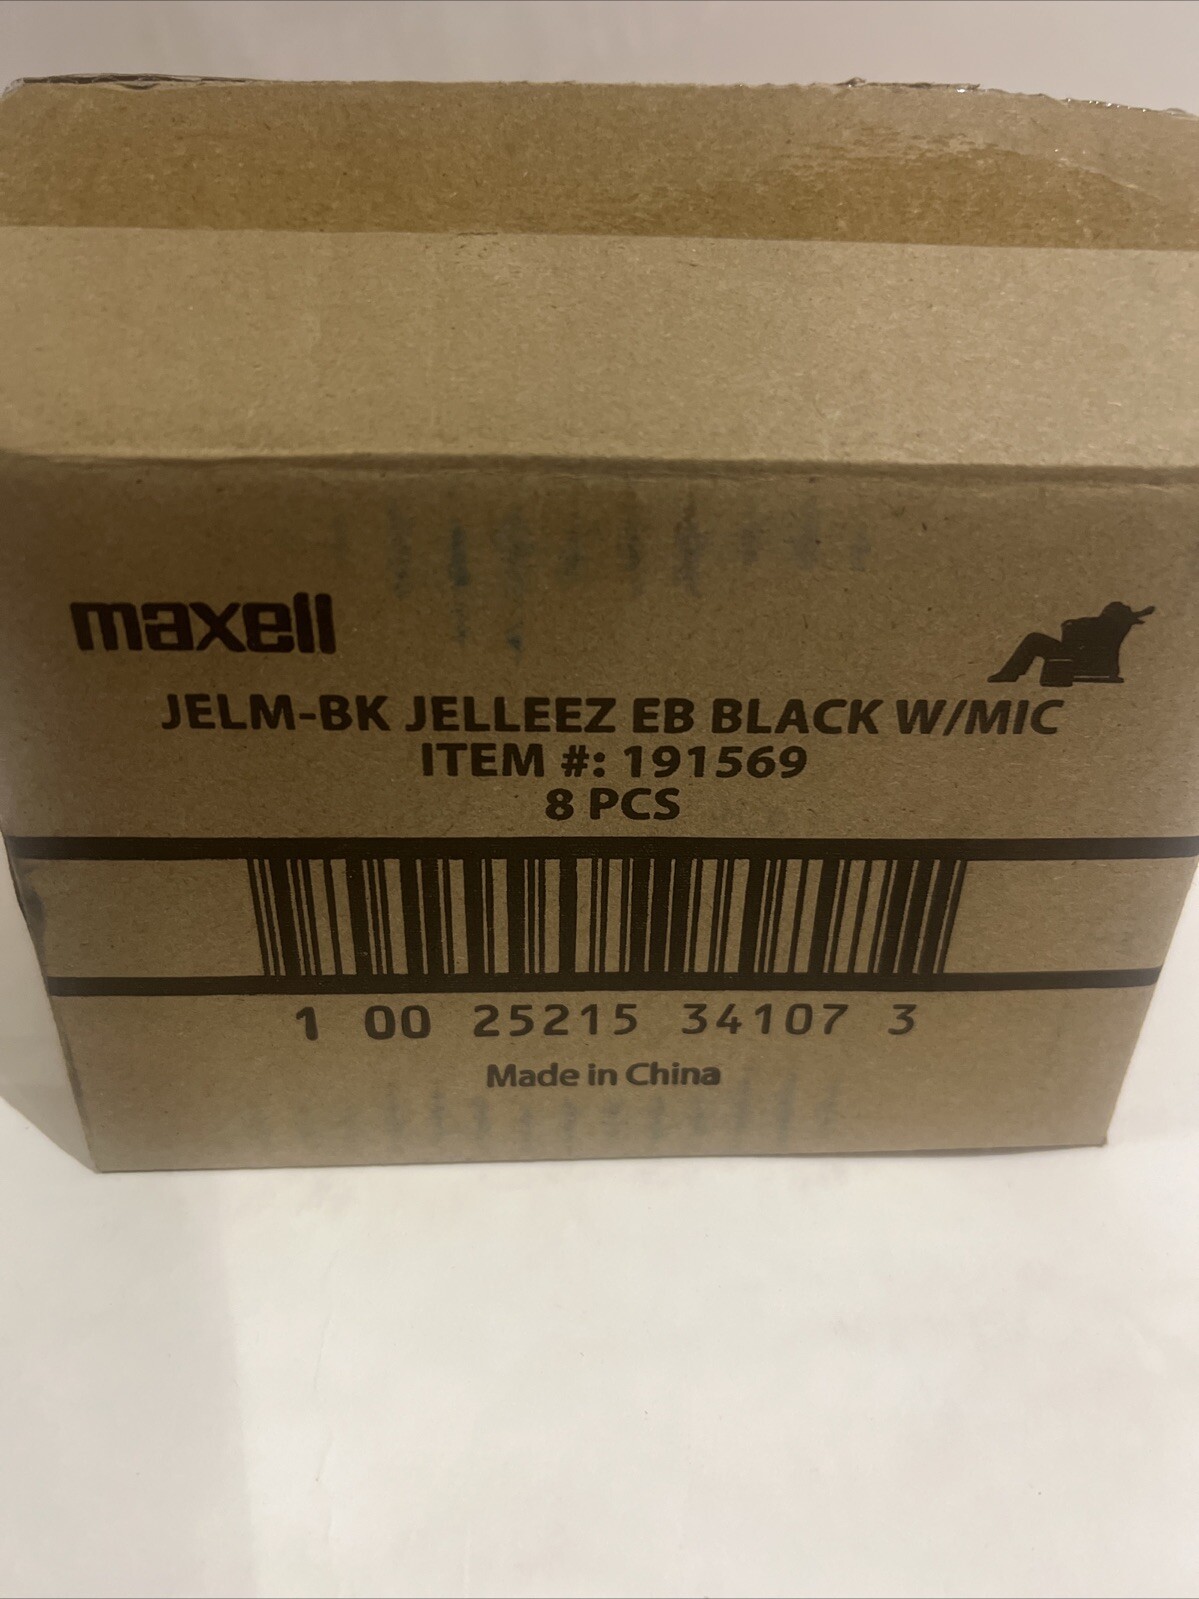 maxell
JELM-BK JELLEEZ EB BLACK W/MIC
ITEM #: 191569
8 PCS
1 00 25215 34107 3
Made in China